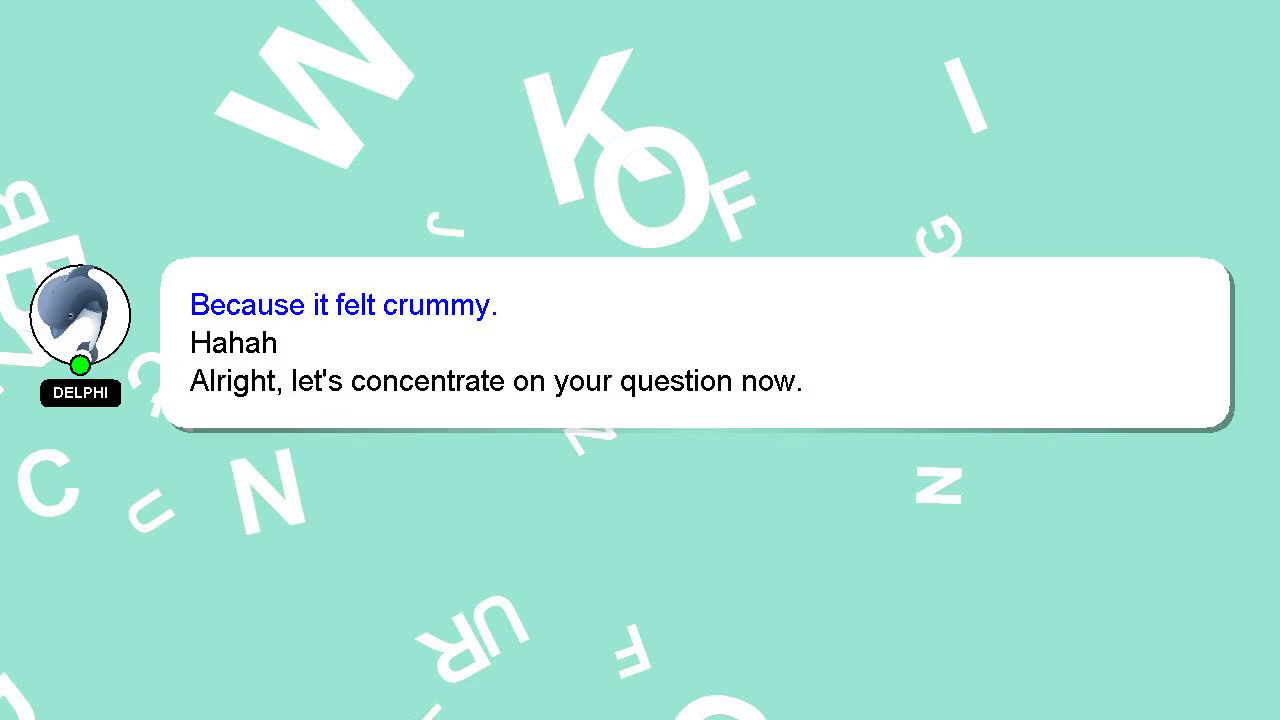 Because it felt crummy.
Hahah
Alright, let's concentrate on your question now.
DELPHI
W
K
O
F
I
J
G
B
C
U
N
N
N
U
R
F